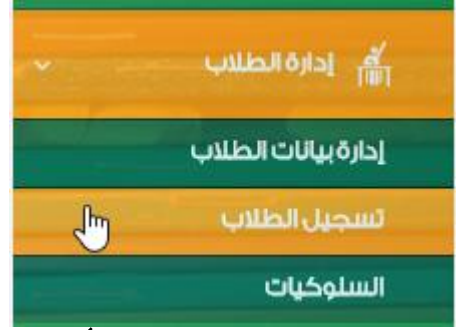 إدارة الطلاب
إدارة بيانات الطلاب
تسجيل الطلاب
السلوكيات